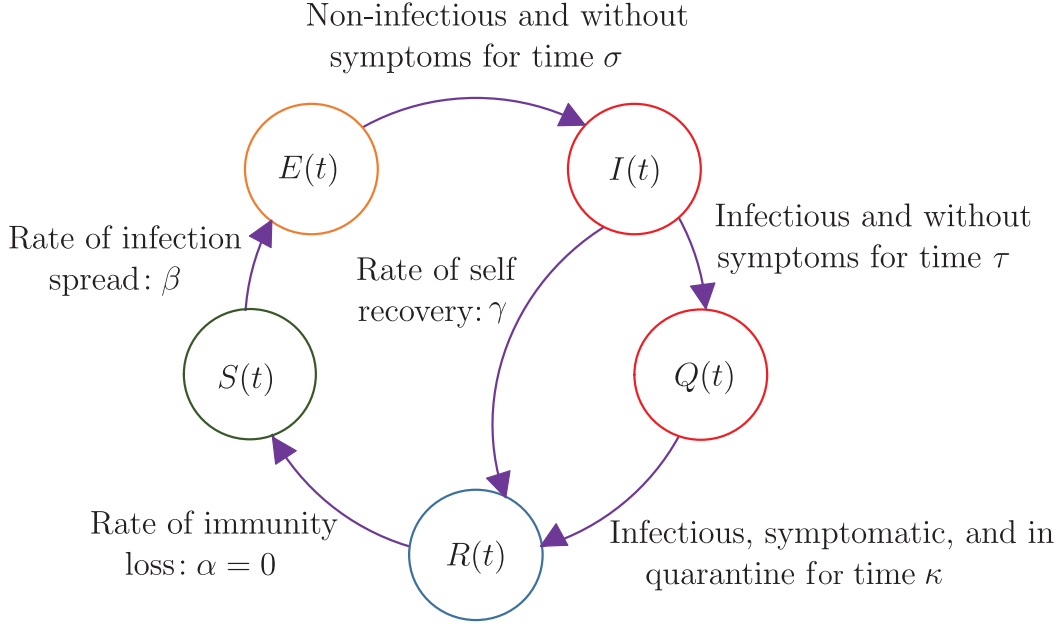 Non-infectious and without
symptoms for time σ
E(t)
I(t)
Rate of infection
spread: β
Rate of self
recovery: γ
Infectious and without
symptoms for time τ
S(t)
Q(t)
Rate of immunity
loss: α = 0
R(t)
Infectious, symptomatic, and in
quarantine for time κ